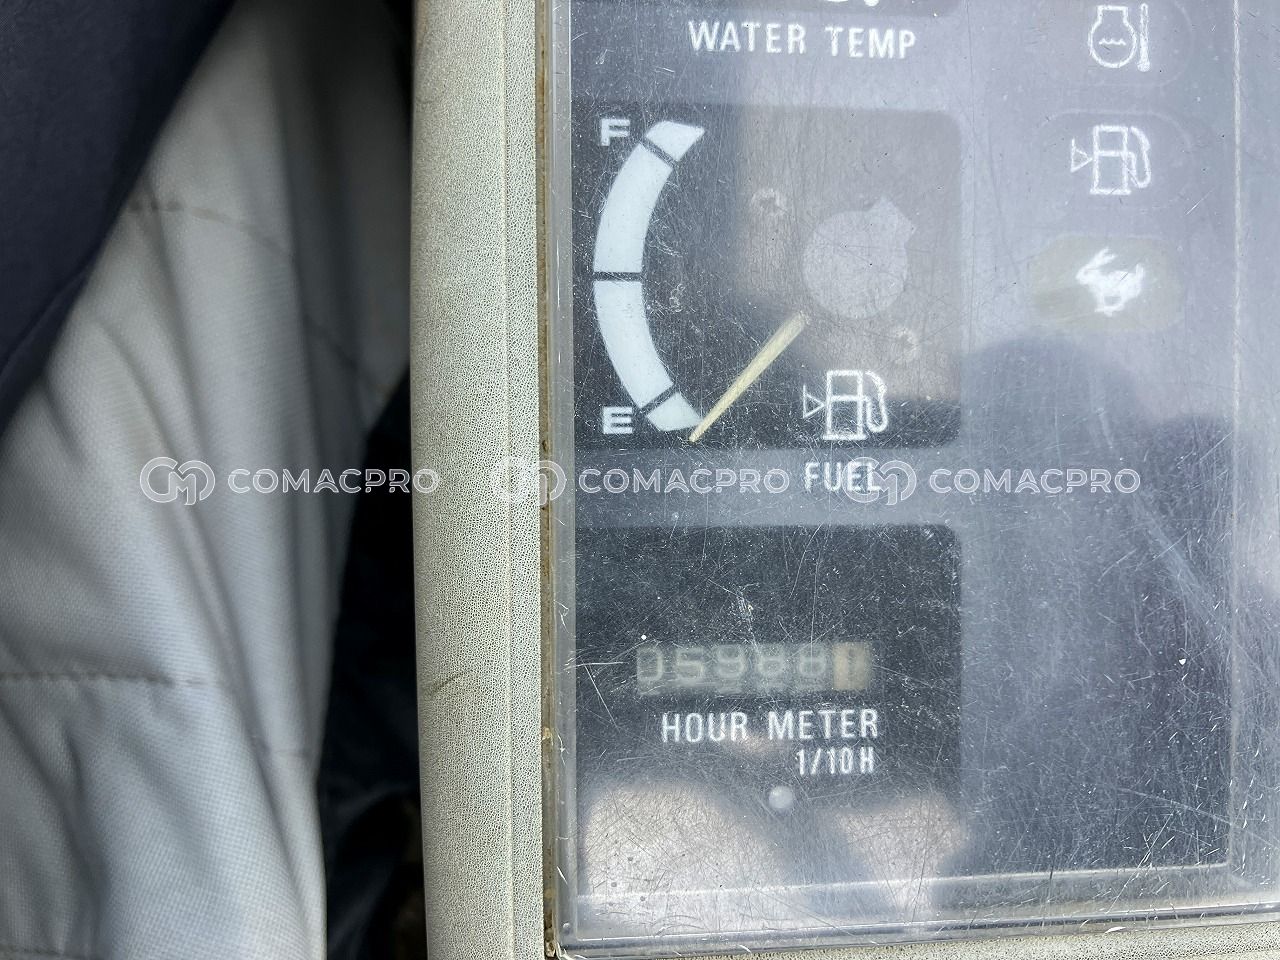 WATER TEMP
F
E
FUEL
COMACPRO COMACPRO COMACPRO
HOUR METER
1/10H